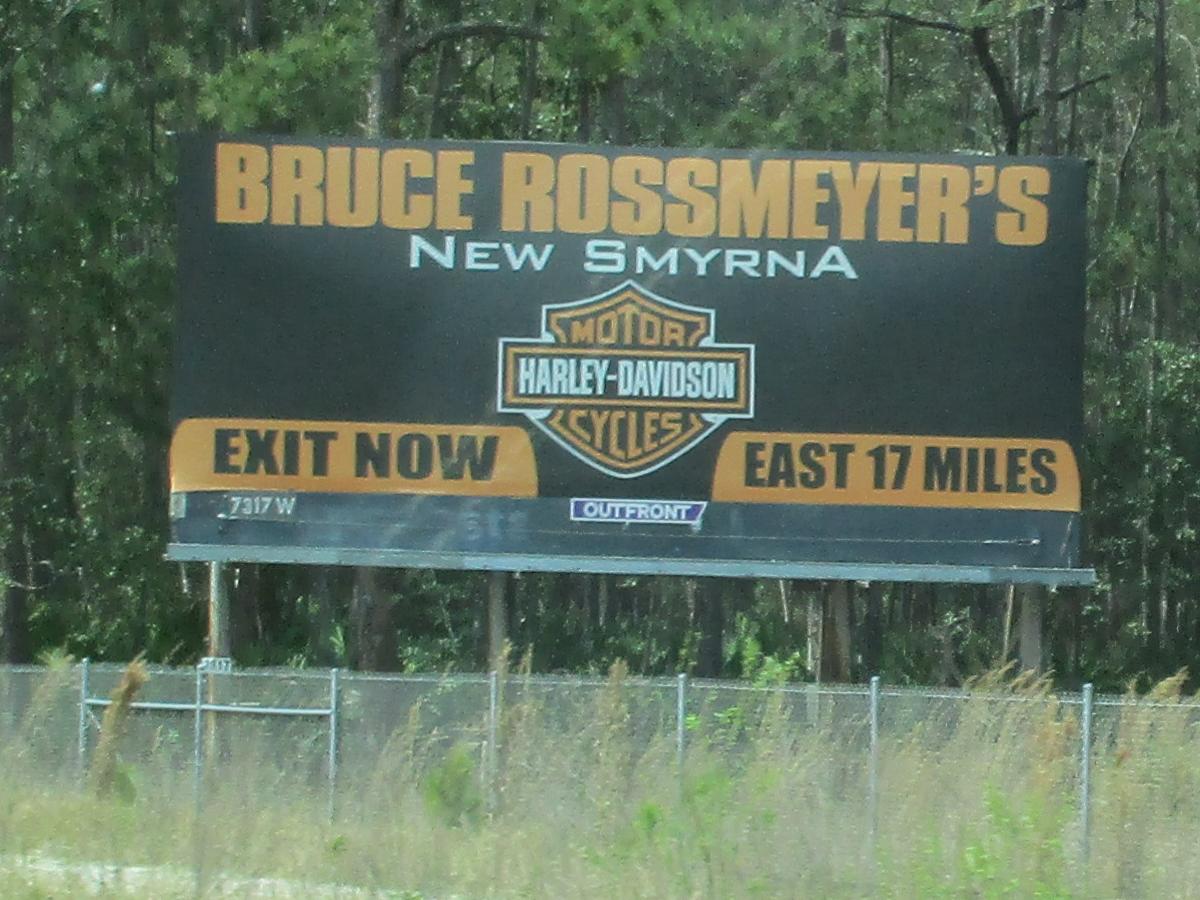 BRUCE ROSSMEYER'S
NEW SMYRNA
MOTOR
HARLEY-DAVIDSON
CYCLES
EXIT NOW
EAST 17 MILES
7317 W
OUTFRONT